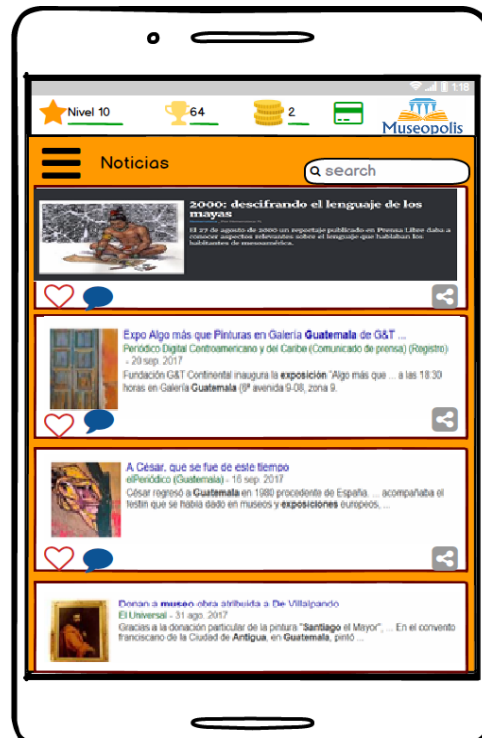 1:18
Nivel 10
64
2
Museopolis
Noticias
search
2000: descifrando el lenguaje de los
mayas
El 27 de agosto de 2000 un reportaje publicado en Prensa Libre daba a
conocer aspectos relevantes sobre el lenguaje que hablaban los
habitantes de mesoamérica.
Expo Algo más que Pinturas en Galería Guatemala de G&T ...
Periódico Digital Centroamericano y del Caribe (Comunicado de prensa) (Registro)
- 20 sep. 2017
Fundación G&T Continental inaugura la exposición "Algo más que ... a las 18:30
horas en Galería Guatemala (6ª avenida 9-08, zona 9.
A César, que se fue de este tiempo
elPeriódico (Guatemala) - 16 sep. 2017
César regresó a Guatemala en 1980 procedente de España, ... acompañaba el
festín que se había dado en museos y exposiciones europeos, ...
Donan a museo obra atribuida a De Villalpando
El Universal - 31 ago. 2017
Gracias a la donación particular de la pintura "Santiago el Mayor", ... En el convento
franciscano de la Ciudad de Antigua, en Guatemala, pintó ...